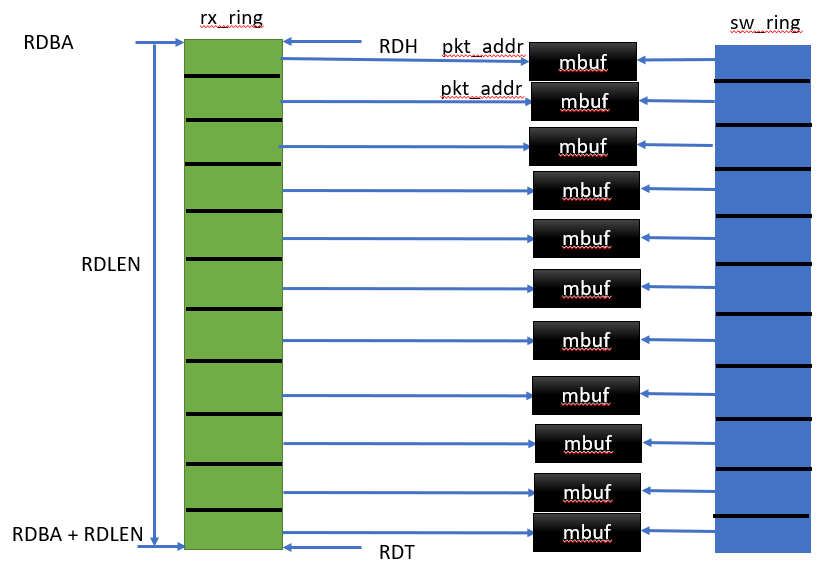 rx_ring
sw_ring
RDBA
RDH
pkt_addr
mbuf
pkt_addr
mbuf
mbuf
mbuf
mbuf
RDLEN
mbuf
mbuf
mbuf
mbuf
mbuf
RDBA + RDLEN
mbuf
RDT